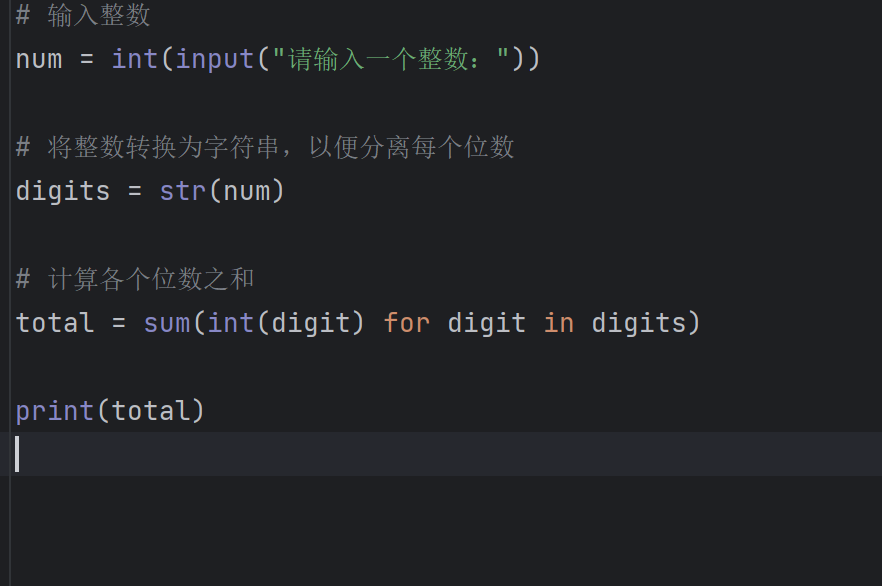 # 输入整数
num = int(input("请输入一个整数："))
# 将整数转换为字符串，以便分离每个位数
digits = str(num)
# 计算各个位数之和
total = sum(int(digit) for digit in digits)
print(total)